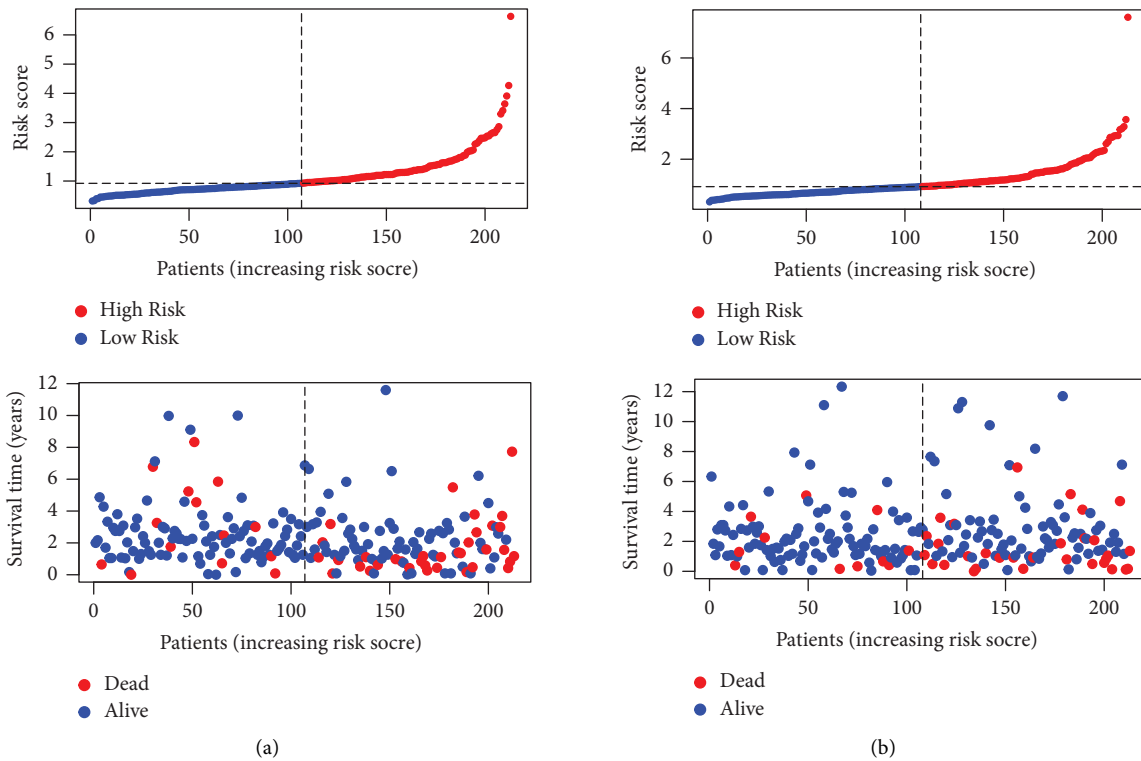 Risk score
6
5
4
3
2
1
0 50 100 150 200
Patients (increasing risk socre)
High Risk
Low Risk
Survival time (years)
12
10
8
6
4
2
0
0 50 100 150 200
Patients (increasing risk socre)
Dead
Alive
(a)
Risk score
6
4
2
0 50 100 150 200
Patients (increasing risk socre)
High Risk
Low Risk
Survival time (years)
12
10
8
6
4
2
0
0 50 100 150 200
Patients (increasing risk socre)
Dead
Alive
(b)